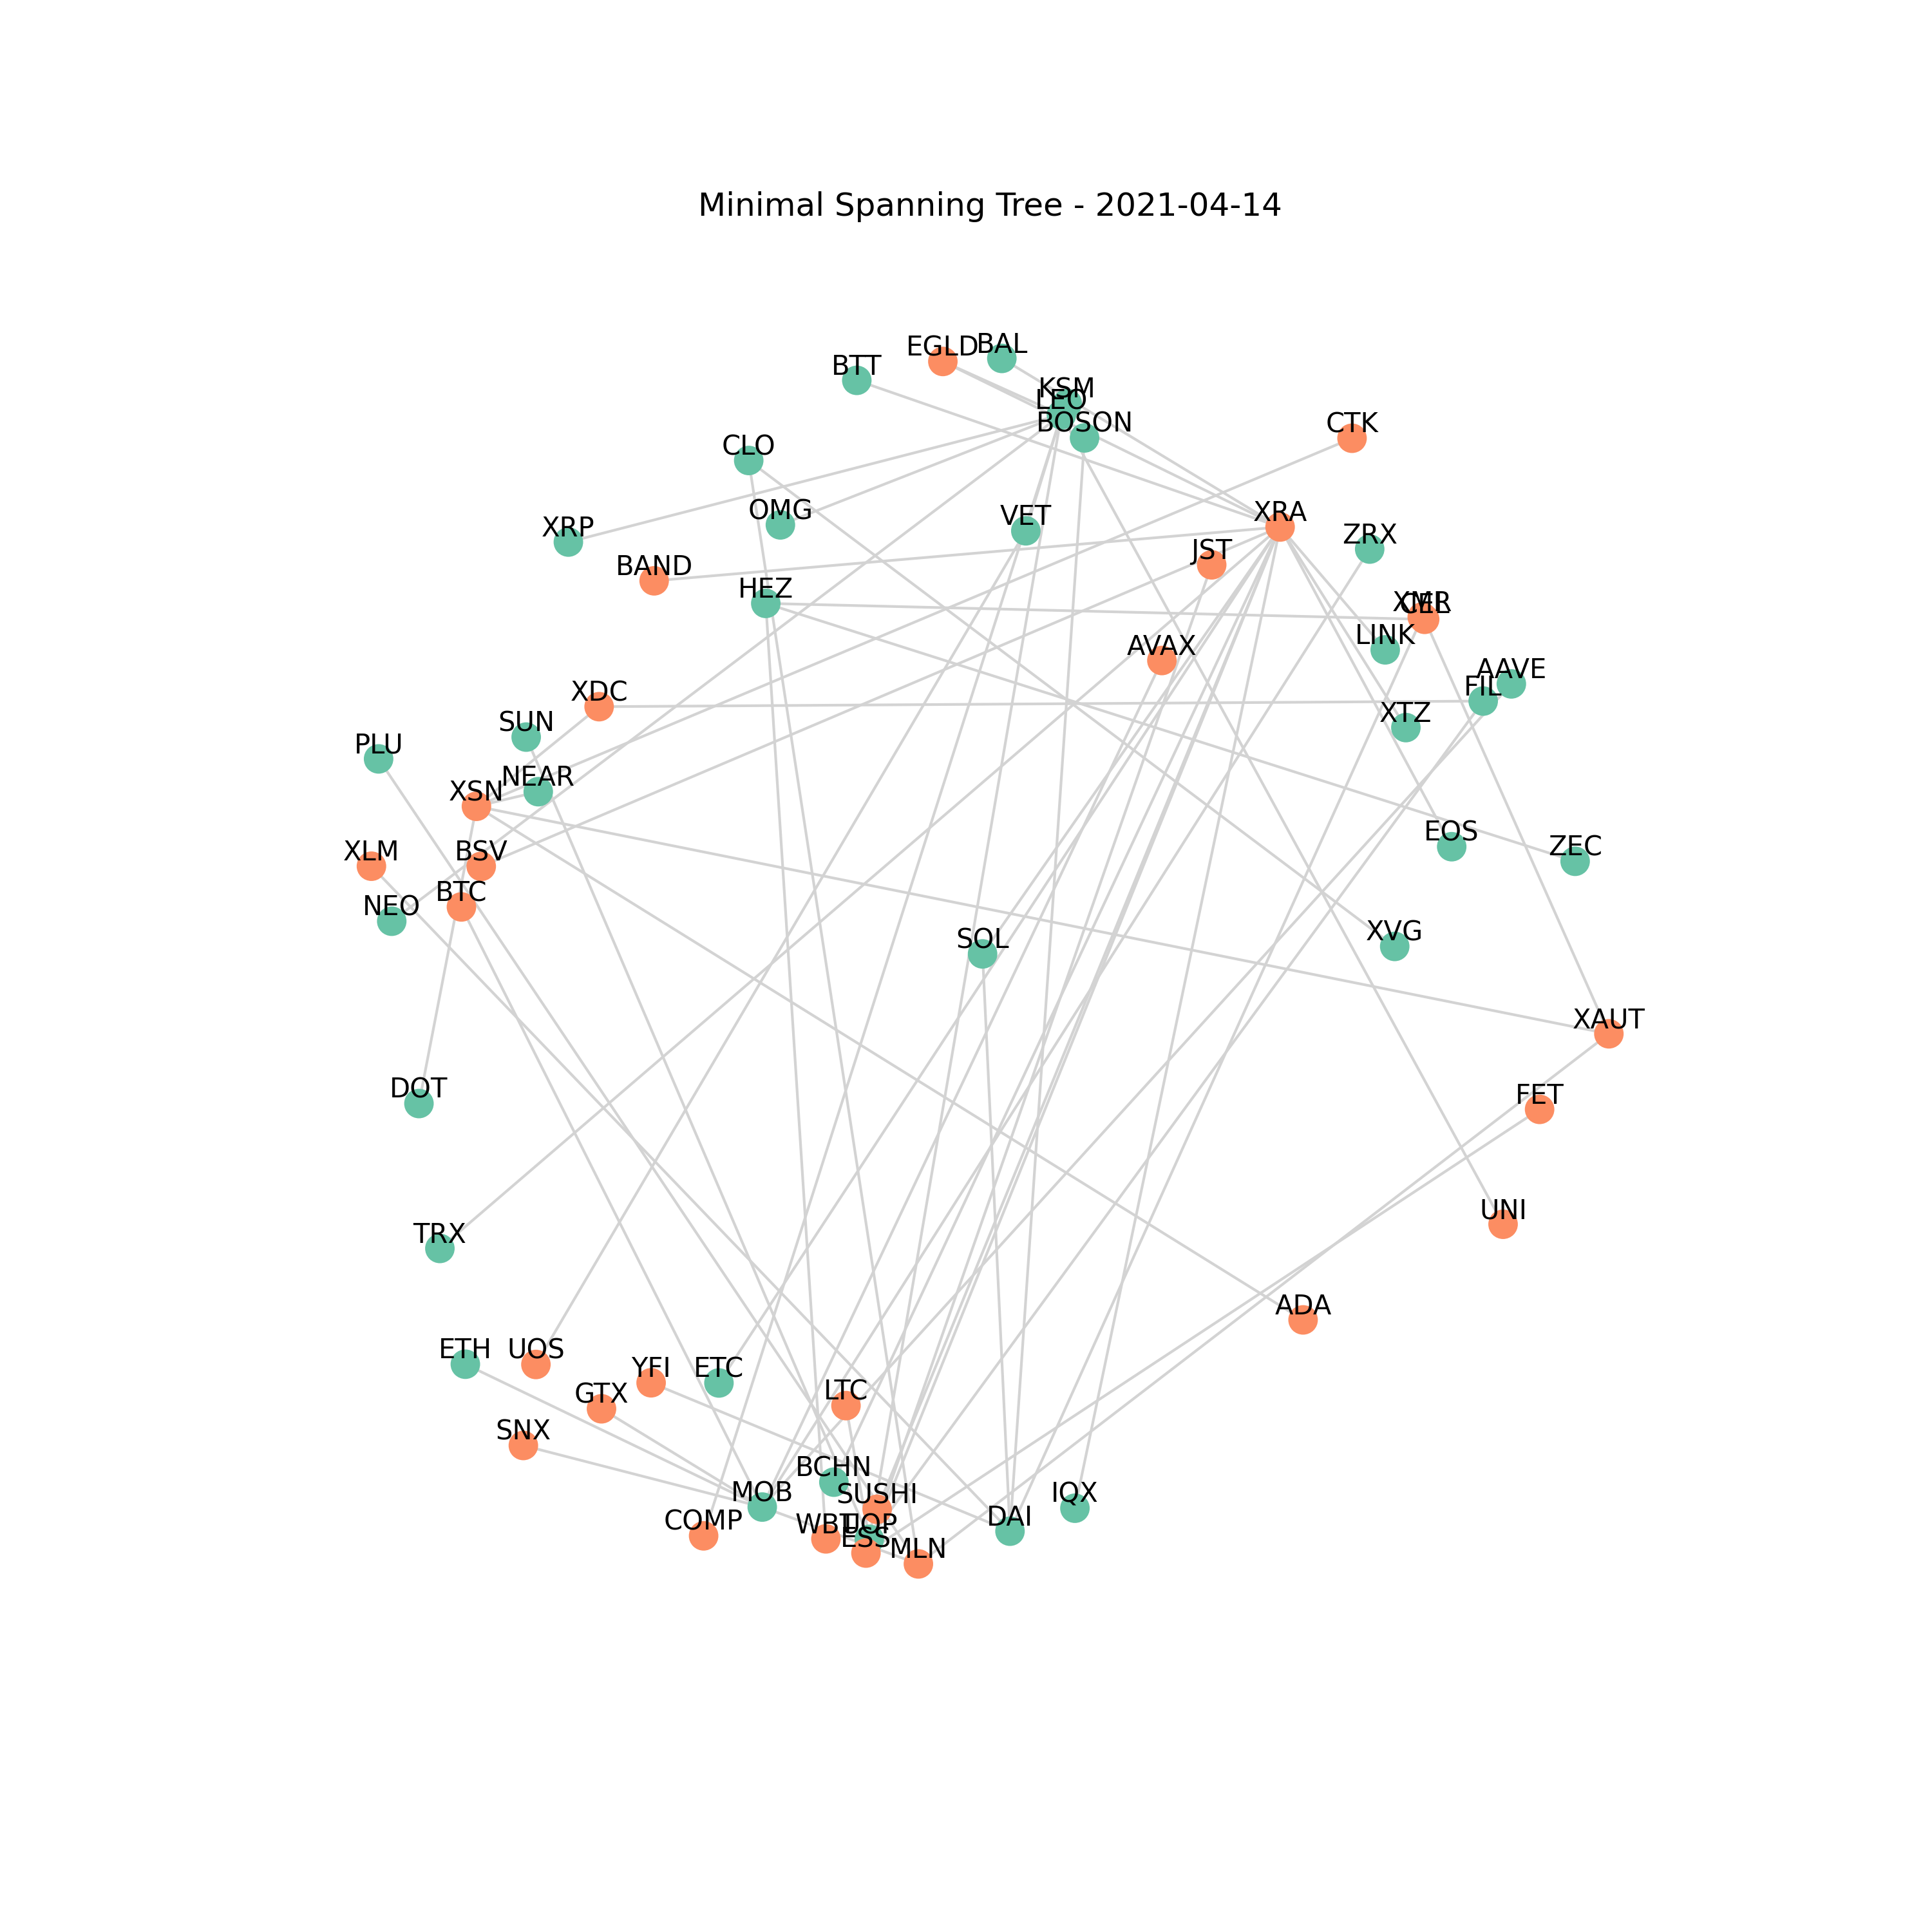 Minimal Spanning Tree - 2021-04-14
EGLD
BAL
BTT
KSM
LEO
BOSON
CTK
CLO
OMG
VET
XRA
XRP
ZRX
JST
BAND
HEZ
XMR
CEL
LINK
AVAX
AAVE
FIL
XDC
XTZ
SUN
PLU
NEAR
XSN
EOS
ZEC
XLM
BSV
BTC
NEO
XVG
SOL
XAUT
DOT
FET
UNI
TRX
ADA
ETH
UOS
YFI
ETC
GTX
LTC
SNX
BCHN
MOB
SUSHI
IQX
COMP
WBT
UOP
DAI
ESS
MLN